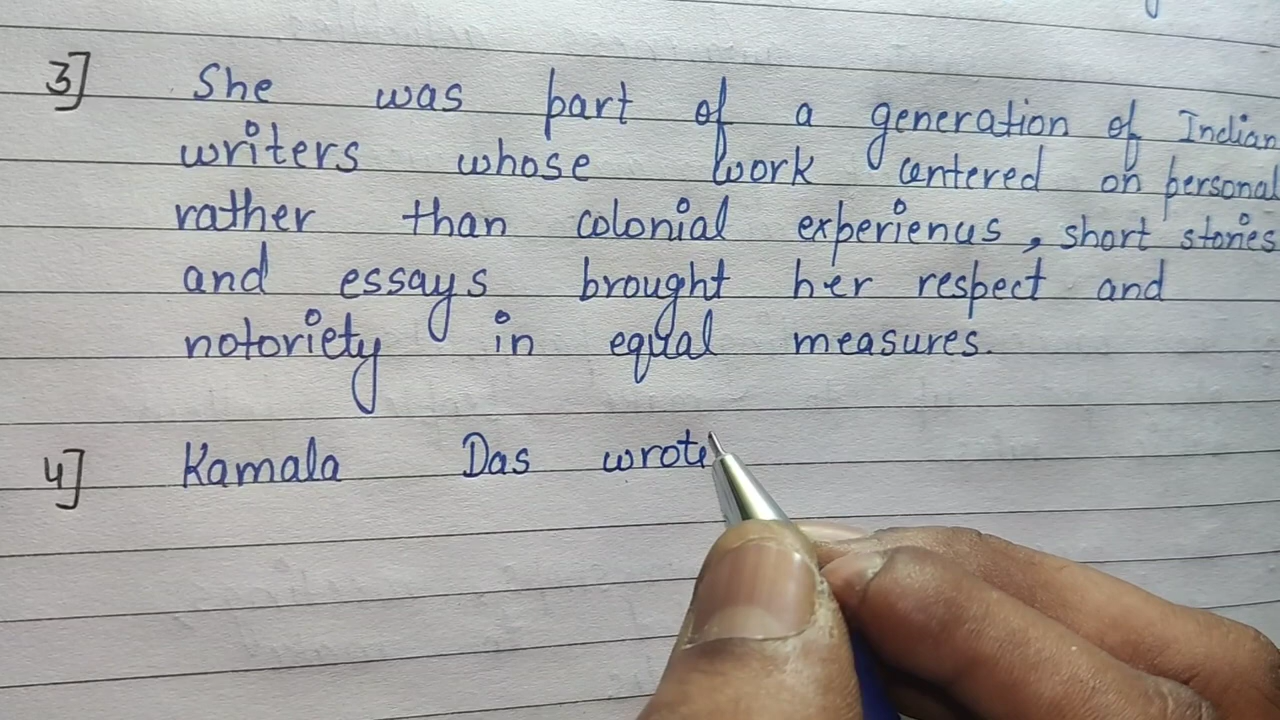 3] She was part of a generation of Indian
writers whose work centered on personal
rather than colonial experiences, short stories
and essays brought her respect and
notoriety in equal measures.
4] Kamala Das wrote